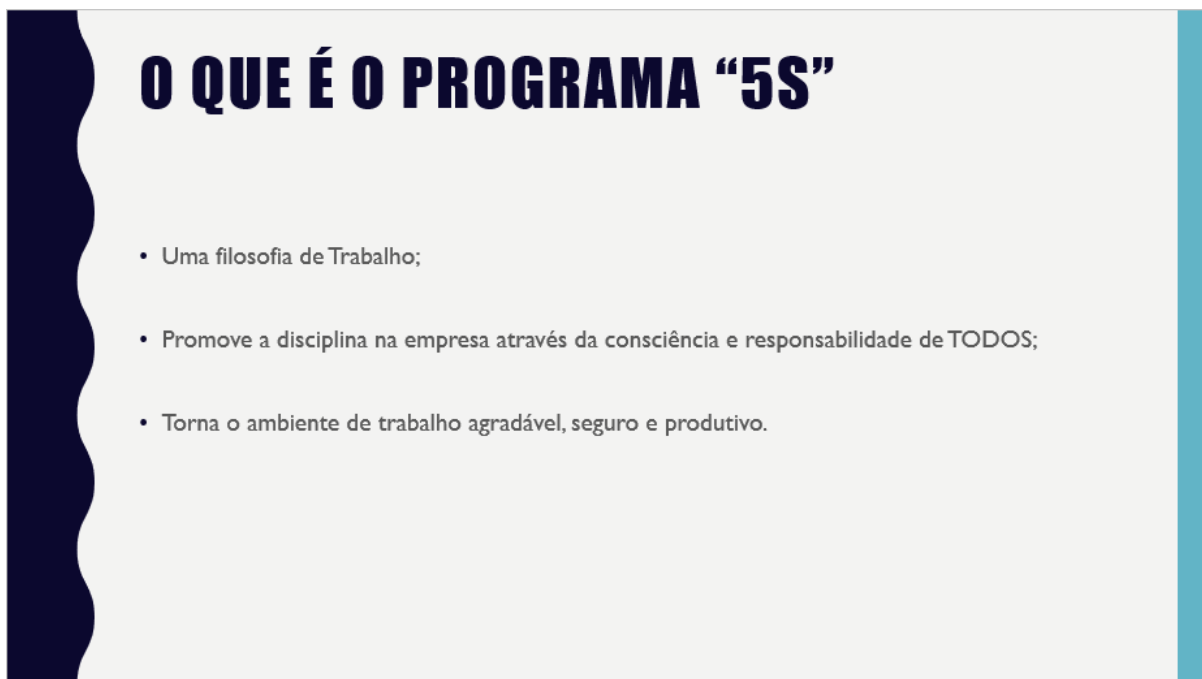 O QUE É O PROGRAMA “5S”
• Uma filosofia de Trabalho;
• Promove a disciplina na empresa através da consciência e responsabilidade de TODOS;
• Torna o ambiente de trabalho agradável, seguro e produtivo.